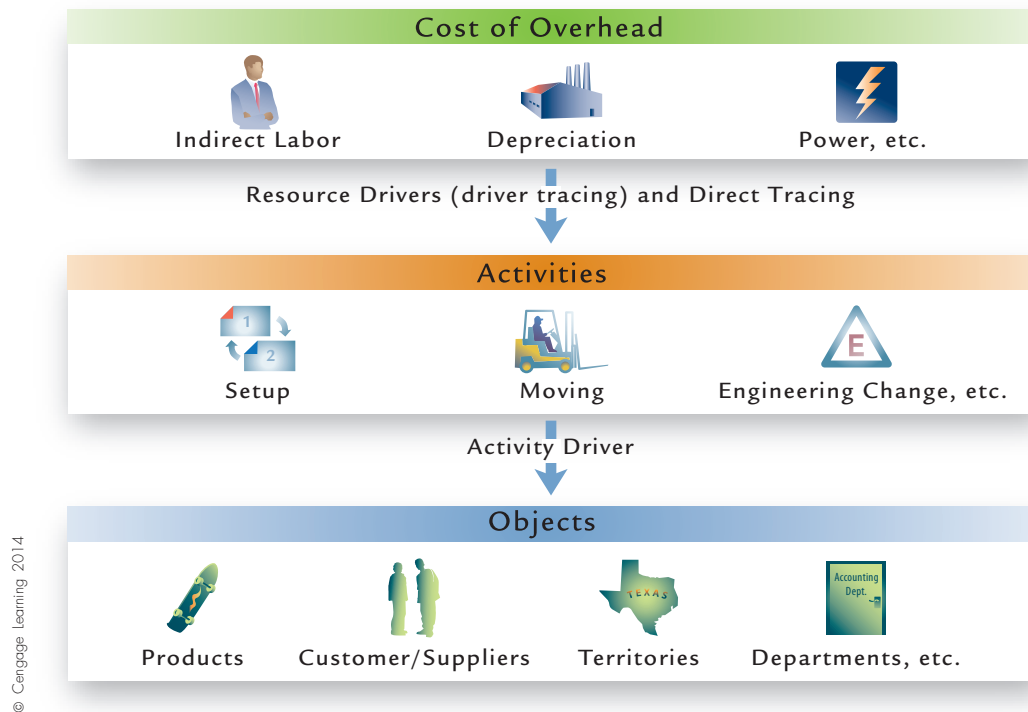 Cost of Overhead
Indirect Labor
Depreciation
Power, etc.
Resource Drivers (driver tracing) and Direct Tracing
Activities
1
2
E
Setup
Moving
Engineering Change, etc.
Activity Driver
Objects
TEXAS
Accounting
Dept.
Products
Customer/Suppliers
Territories
Departments, etc.
© Cengage Learning 2014